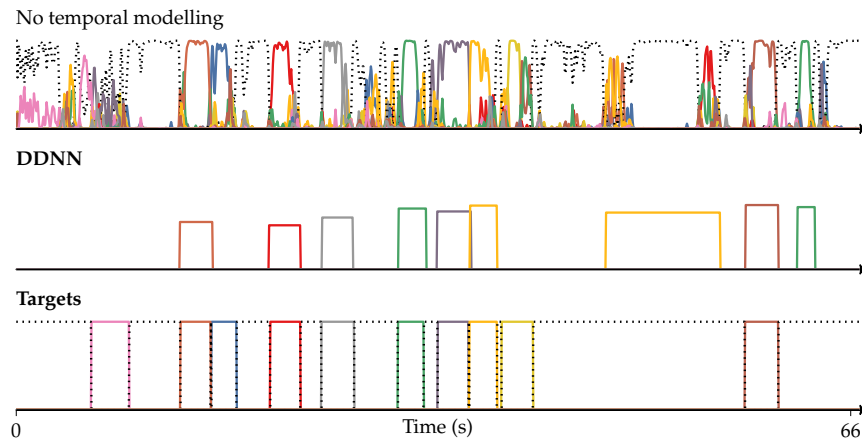 No temporal modelling
DDNN
Targets
0
Time (s)
66